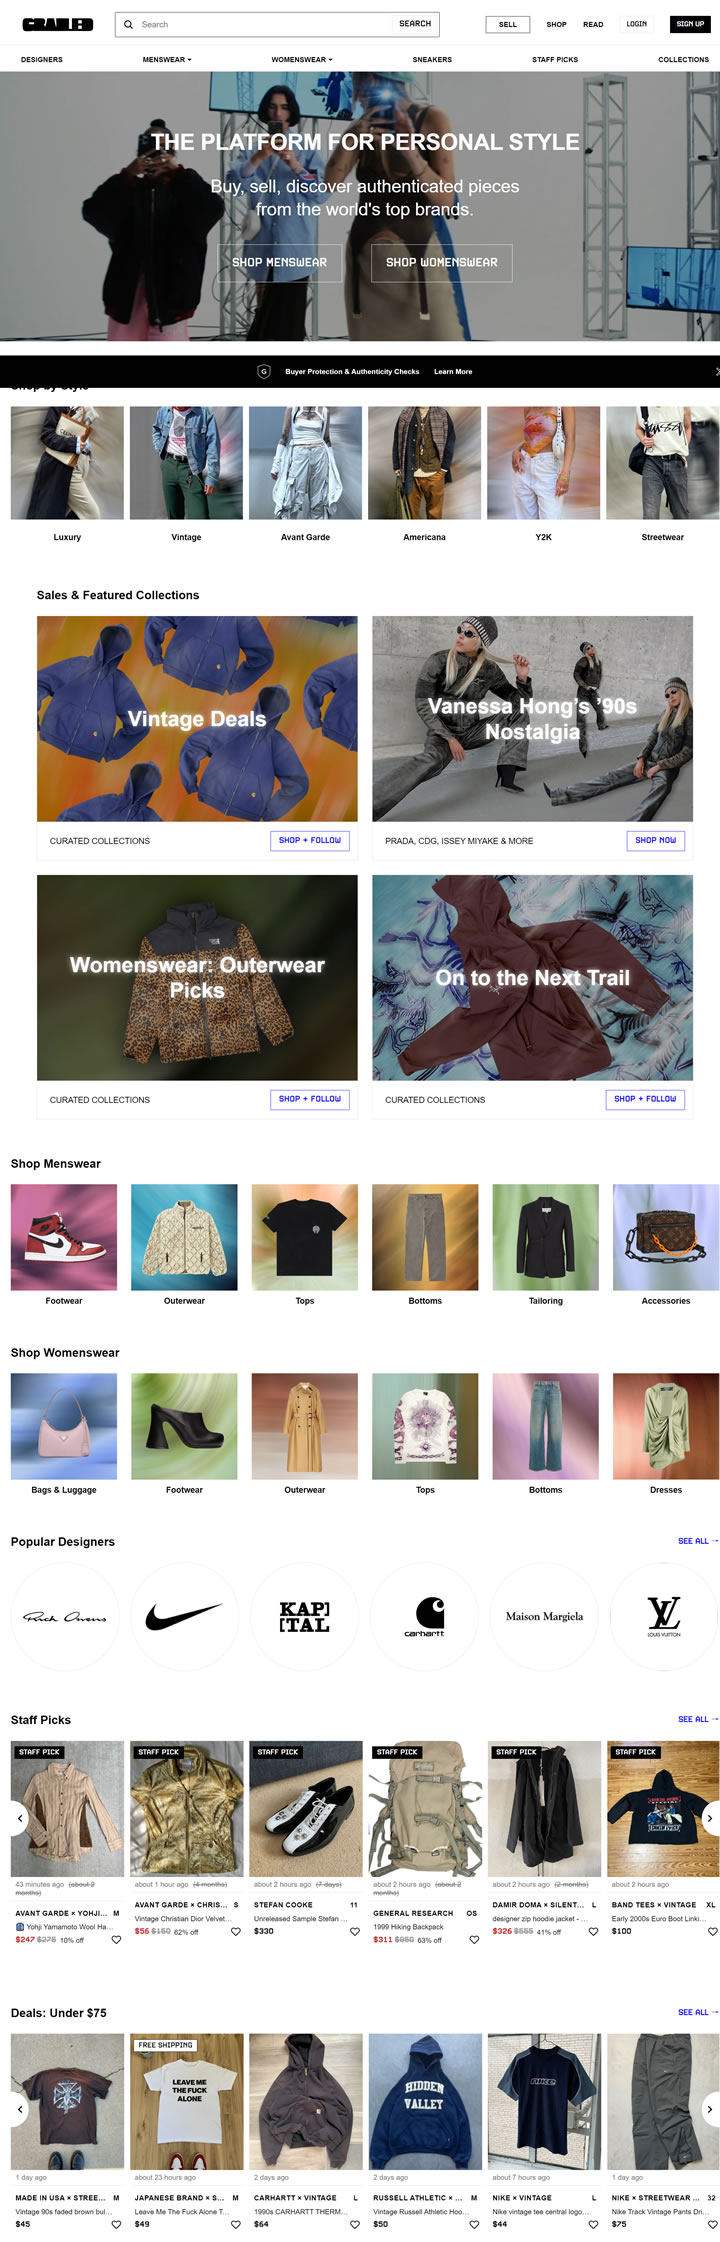 GRAILED
Search
SEARCH
SELL
SHOP
READ
LOGIN
SIGN UP
DESIGNERS
MENSWEAR
WOMENSWEAR
SNEAKERS
STAFF PICKS
COLLECTIONS
THE PLATFORM FOR PERSONAL STYLE
Buy, sell, discover authenticated pieces
from the world's top brands.
SHOP MENSWEAR
SHOP WOMENSWEAR
G
Buyer Protection & Authenticity Checks
Learn More
Shop by Style
Luxury
Vintage
Avant Garde
Americana
Y2K
Streetwear
Sales & Featured Collections
Vintage Deals
Vanessa Hong's '90s
Nostalgia
CURATED COLLECTIONS
SHOP + FOLLOW
PRADA, CDG, ISSEY MIYAKE & MORE
SHOP NOW
Womenswear: Outerwear
Picks
On to the Next Trail
CURATED COLLECTIONS
SHOP + FOLLOW
CURATED COLLECTIONS
SHOP + FOLLOW
Shop Menswear
Footwear
Outerwear
Tops
Bottoms
Tailoring
Accessories
Shop Womenswear
Bags & Luggage
Footwear
Outerwear
Tops
Bottoms
Dresses
Popular Designers
SEE ALL →
Rick Owens
KAPI
TAL
carhartt
Maison Margiela
LV
LOUIS VUITTON
Staff Picks
SEE ALL →
STAFF PICK
STAFF PICK
STAFF PICK
STAFF PICK
STAFF PICK
STAFF PICK
43 minutes ago (about 2
months)
AVANT GARDE × YOHJI... M
Yohji Yamamoto Wool Ha...
$247 $275 10% off
about 1 hour ago (4 months)
AVANT GARDE × CHRIS... S
Vintage Christian Dior Velvet...
$56 $150 62% off
about 2 hours ago (7 days)
STEFAN COOKE 11
Unreleased Sample Stefan ...
$330
about 2 hours ago (about 2
months)
GENERAL RESEARCH OS
1999 Hiking Backpack
$311 $850 63% off
about 2 hours ago (2 months)
DAMIR DOMA × SILENT... L
designer zip hoodie jacket - ...
$326 $555 41% off
about 2 hours ago
BAND TEES × VINTAGE XL
Early 2000s Euro Boot Linki...
$100
Deals: Under $75
SEE ALL →
FREE SHIPPING
LEAVE ME
THE FUCK
ALONE
HIDDEN
VALLEY
NIKE
1 day ago
MADE IN USA × STREE... M
Vintage 90s faded brown bul...
$45
about 23 hours ago
JAPANESE BRAND × S... M
Leave Me The Fuck Alone T...
$49
2 days ago
CARHARTT × VINTAGE L
1990s CARHARTT THERM...
$64
2 days ago
RUSSELL ATHLETIC × ... M
Vintage Russell Athletic Hoo...
$50
about 7 hours ago
NIKE × VINTAGE L
Nike vintage tee central logo...
$44
1 day ago
NIKE × STREETWEAR ... 32
Nike Track Vintage Pants Dri...
$75